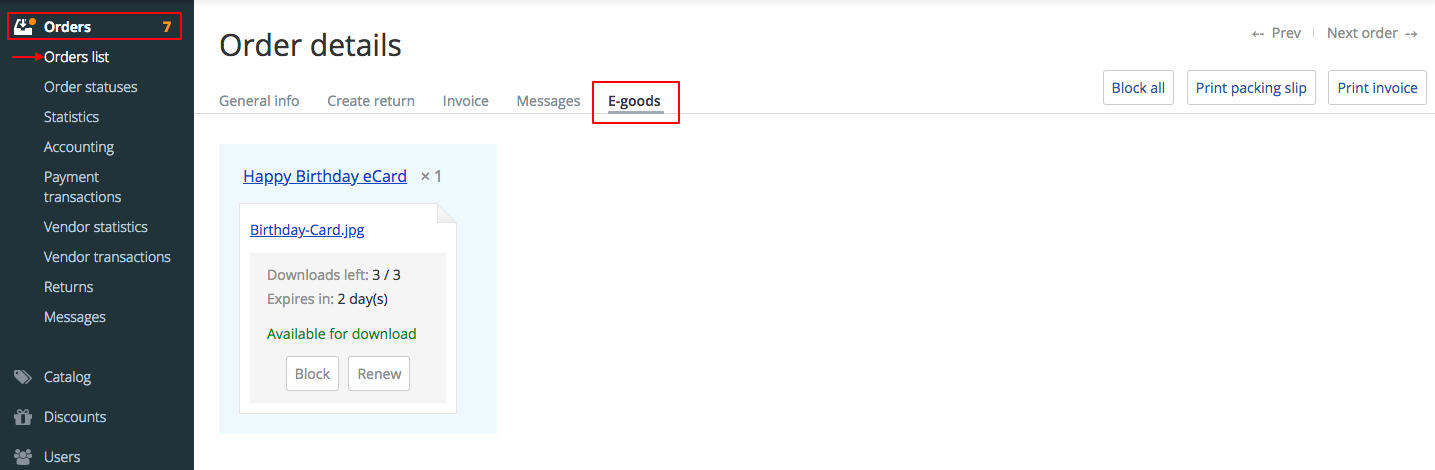 Orders 7
Orders list
Order statuses
Statistics
Accounting
Payment
transactions
Vendor statistics
Vendor transactions
Returns
Messages
Catalog
Discounts
Users
← Prev
Next order →
Order details
General info
Create return
Invoice
Messages
E-goods
Block all
Print packing slip
Print invoice
Happy Birthday eCard × 1
Birthday-Card.jpg
Downloads left: 3 / 3
Expires in: 2 day(s)
Available for download
Block
Renew